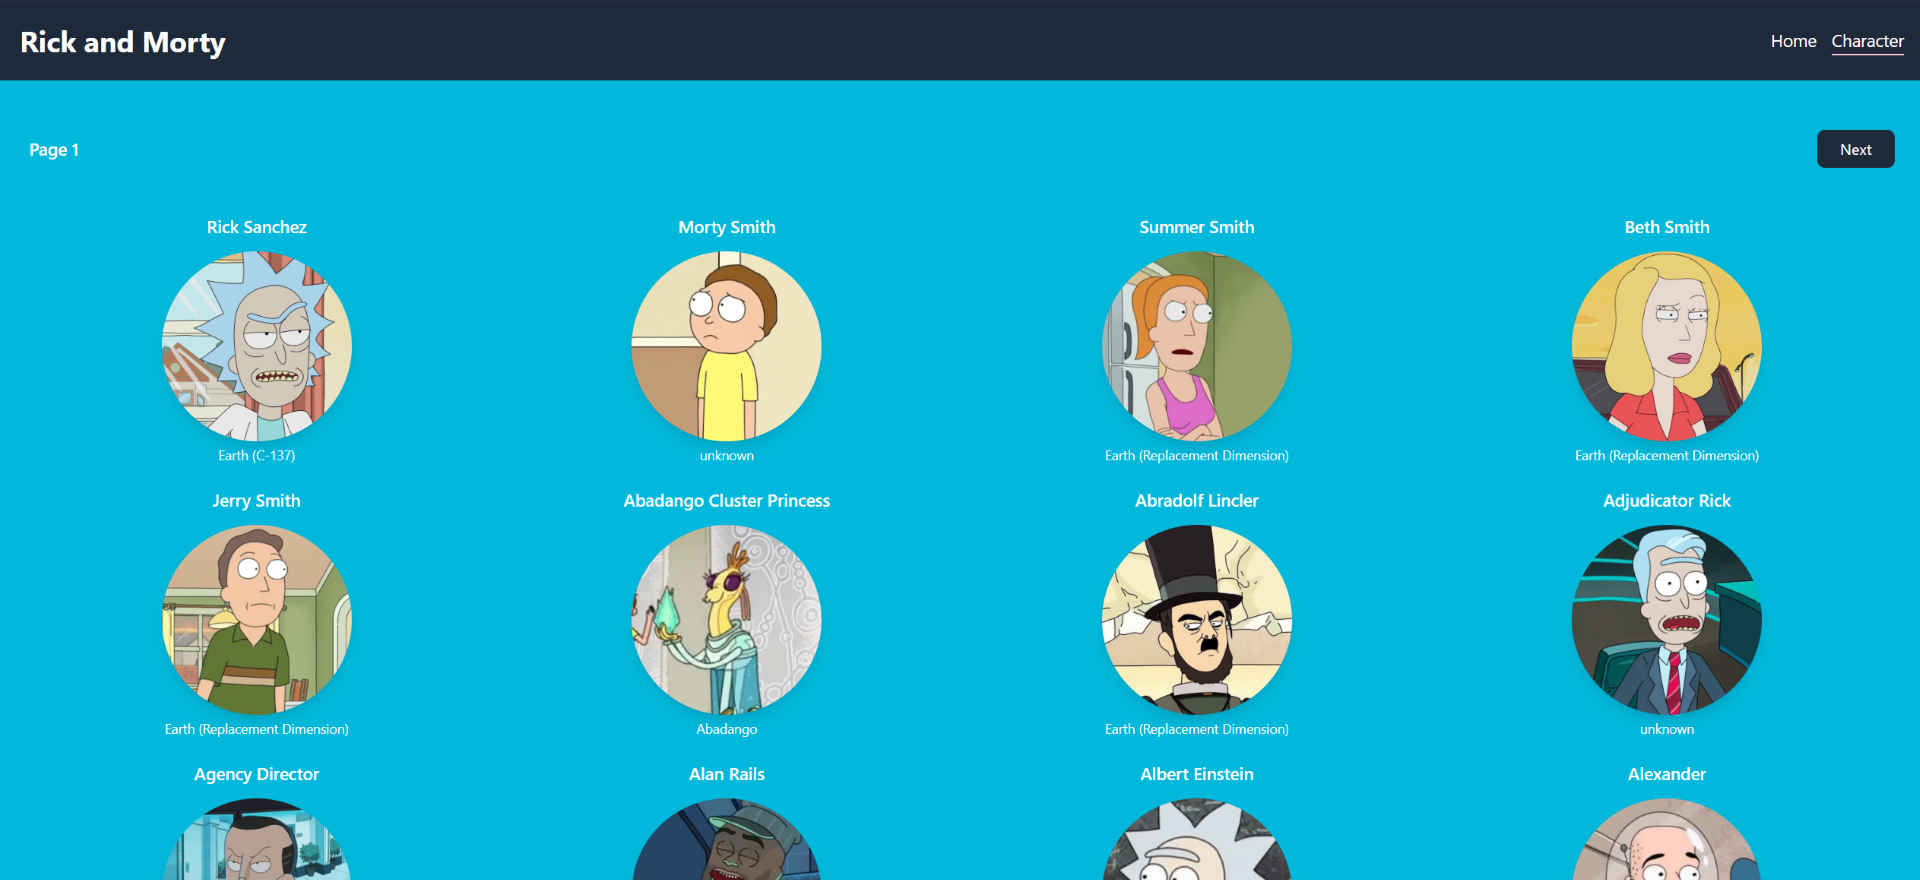 Rick and Morty
Home
Character
Page 1
Next
Rick Sanchez
Morty Smith
Summer Smith
Beth Smith
Earth (C-137)
unknown
Earth (Replacement Dimension)
Earth (Replacement Dimension)
Jerry Smith
Abadango Cluster Princess
Abradolf Lincler
Adjudicator Rick
Earth (Replacement Dimension)
Abadango
Earth (Replacement Dimension)
unknown
Agency Director
Alan Rails
Albert Einstein
Alexander